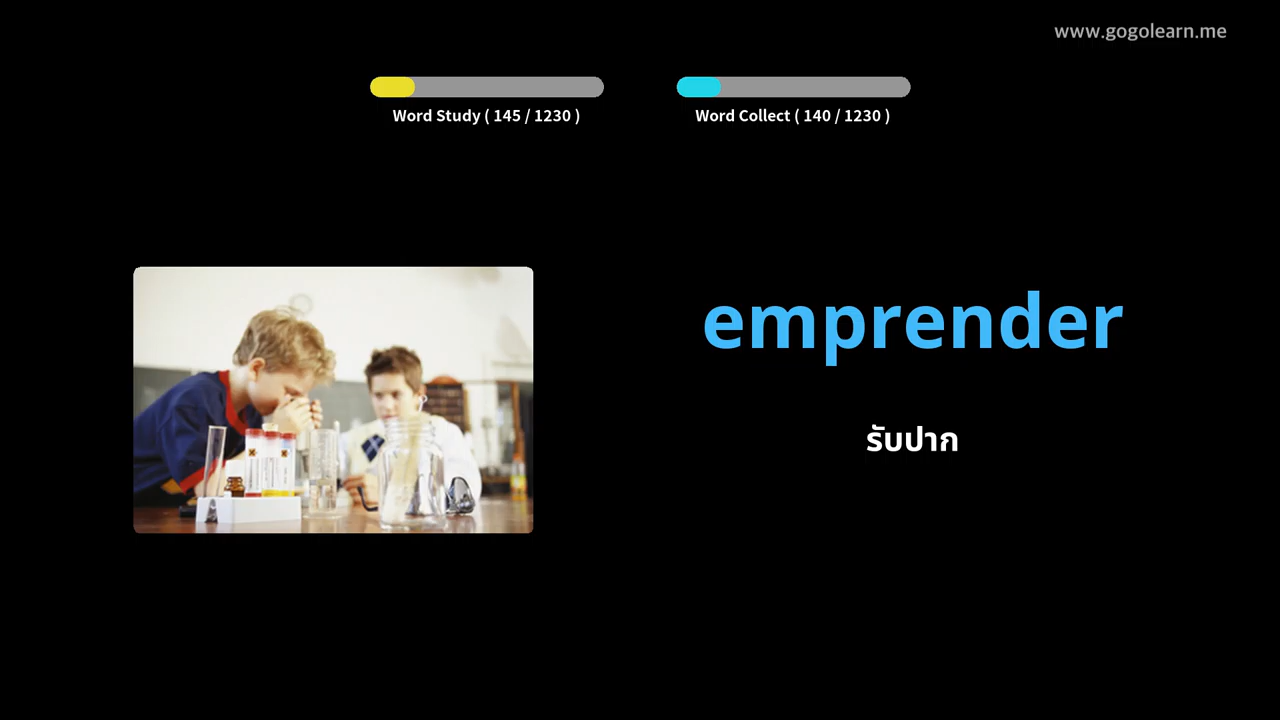 www.gogolearn.me
Word Study ( 145 / 1230 )
Word Collect ( 140 / 1230 )
emprender
รับปาก